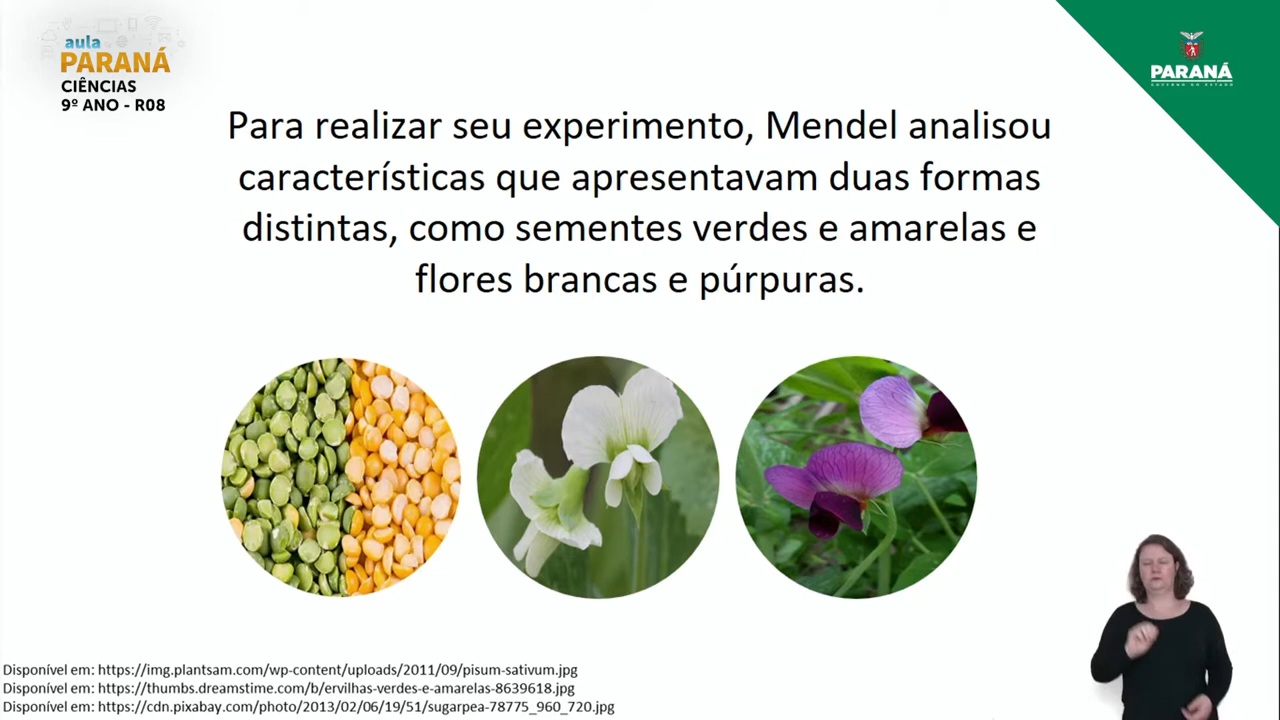 aula
PARANÁ
CIÊNCIAS
9º ANO - R08
PARANÁ
GOVERNO DO ESTADO
Para realizar seu experimento, Mendel analisou
características que apresentavam duas formas
distintas, como sementes verdes e amarelas e
flores brancas e púrpuras.
Disponível em: https://img.plantsam.com/wp-content/uploads/2011/09/pisum-sativum.jpg
Disponível em: https://thumbs.dreamstime.com/b/ervilhas-verdes-e-amarelas-8639618.jpg
Disponível em: https://cdn.pixabay.com/photo/2013/02/06/19/51/sugarpea-78775_960_720.jpg